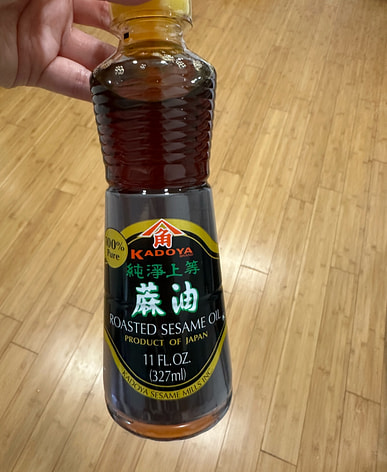 角
KADOYA
100%
Pure
純淨上等
蔴油
ROASTED SESAME OIL
PRODUCT OF JAPAN
11 FL.OZ.
(327ml)
KADOYA SESAME MILLS INC.